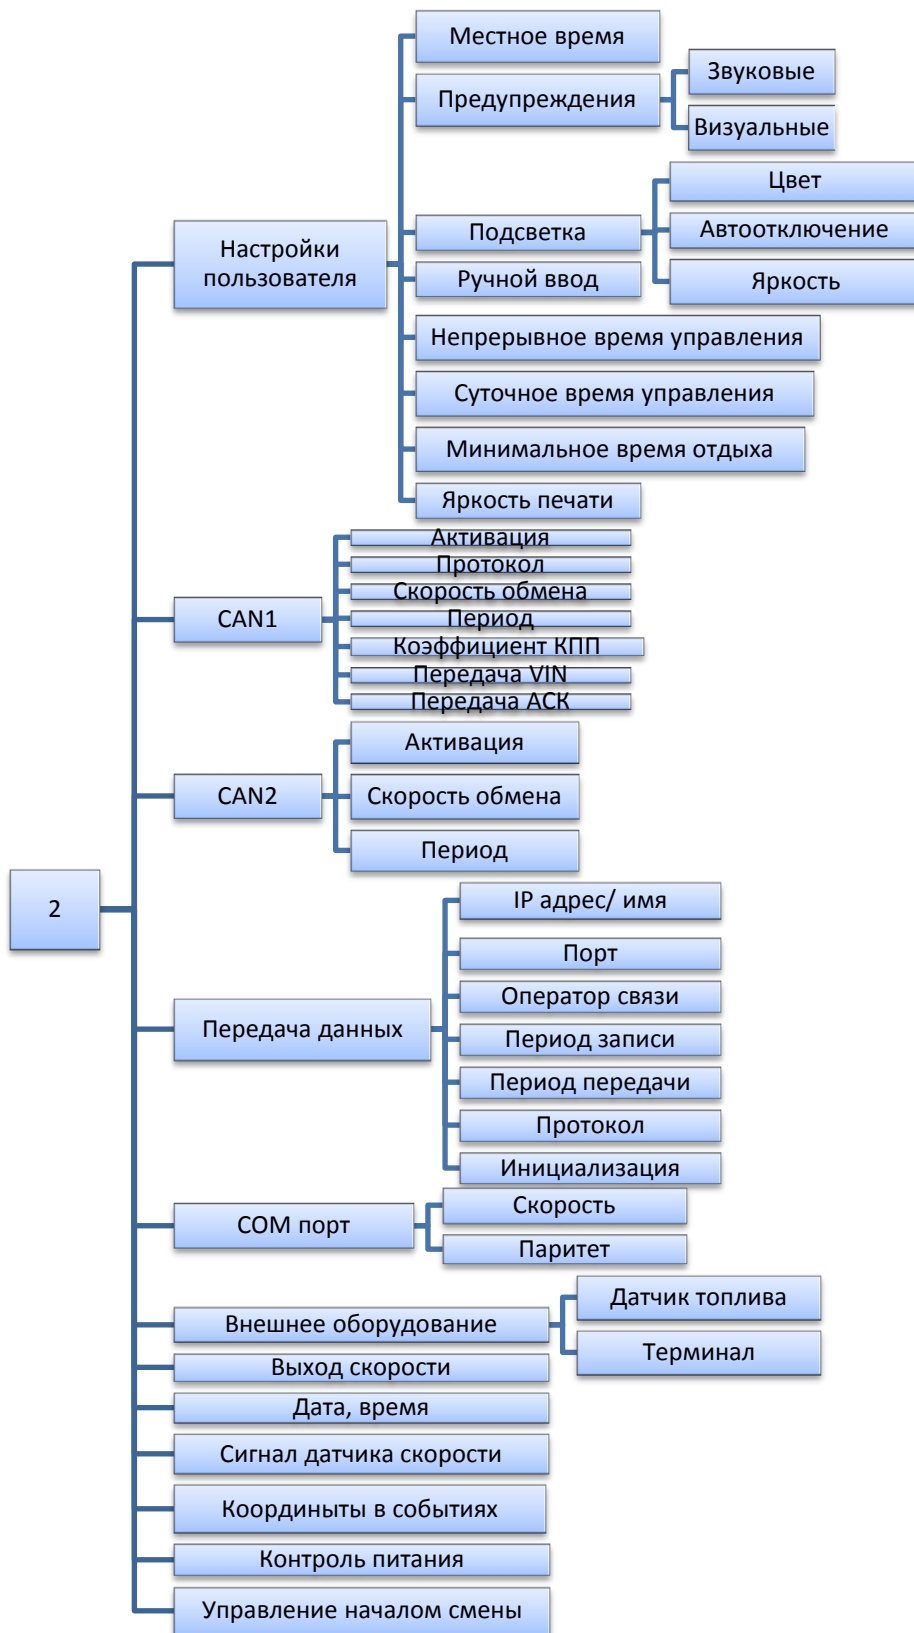 2
Настройки
пользователя
Местное время
Предупреждения
Звуковые
Визуальные
Подсветка
Цвет
Автоотключение
Яркость
Ручной ввод
Непрерывное время управления
Суточное время управления
Минимальное время отдыха
Яркость печати
CAN1
Активация
Протокол
Скорость обмена
Период
Коэффициент КПП
Передача VIN
Передача АСК
CAN2
Активация
Скорость обмена
Период
Передача данных
IP адрес/ имя
Порт
Оператор связи
Период записи
Период передачи
Протокол
Инициализация
COM порт
Скорость
Паритет
Внешнее оборудование
Датчик топлива
Терминал
Выход скорости
Дата, время
Сигнал датчика скорости
Координыты в событиях
Контроль питания
Управление началом смены